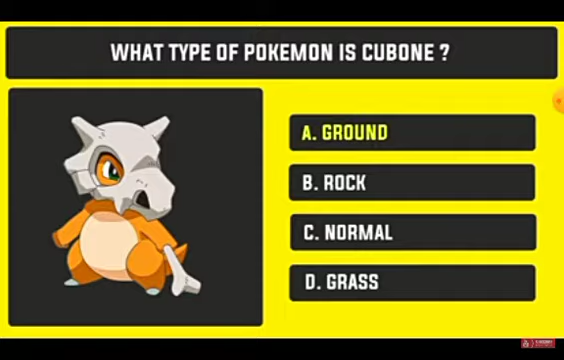 WHAT TYPE OF POKEMON IS CUBONE ?
A. GROUND
B. ROCK
C. NORMAL
D. GRASS